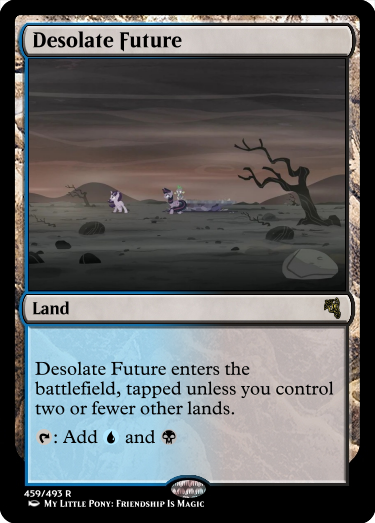 Desolate Future
Land
Desolate Future enters the
battlefield, tapped unless you control
two or fewer other lands.
: Add and
459/493 R
My Little Pony: Friendship Is Magic